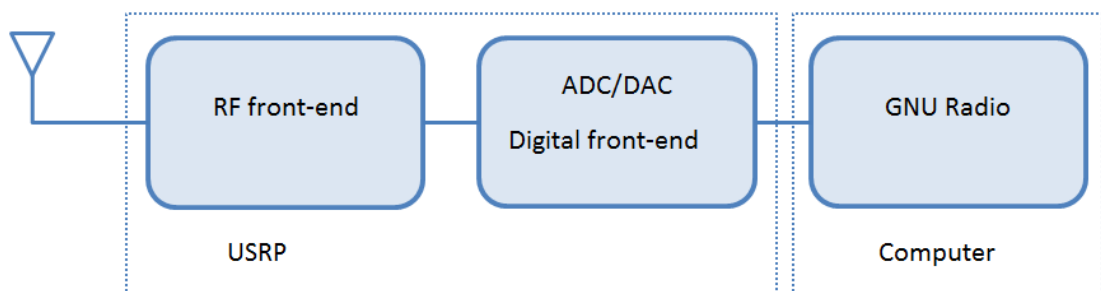 RF front-end
ADC/DAC
Digital front-end
GNU Radio
USRP
Computer